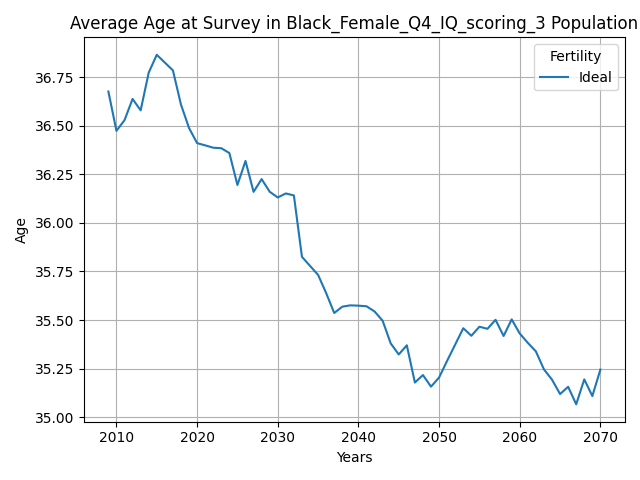 Average Age at Survey in Black_Female_Q4_IQ_scoring_3 Population
Fertility
Ideal
36.75
36.50
36.25
36.00
35.75
35.50
35.25
35.00
Age
2010 2020 2030 2040 2050 2060 2070
Years